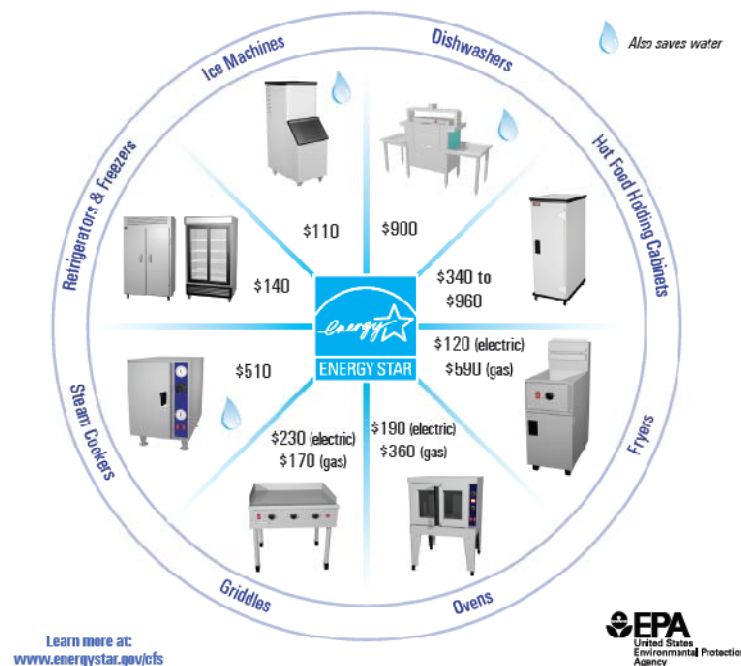 Ice Machines
Dishwashers
Also saves water
Refrigerators & Freezers
Hot Food Holding Cabinets
$110
$900
$140
$340 to
$960
energy
ENERGY STAR
$120 (electric)
$590 (gas)
$510
$230 (electric)
$170 (gas)
$190 (electric)
$360 (gas)
Steam Cookers
Fryers
Griddles
Ovens
Learn more at:
www.energystar.gov/cfs
EPA
United States
Environmental Protection
Agency